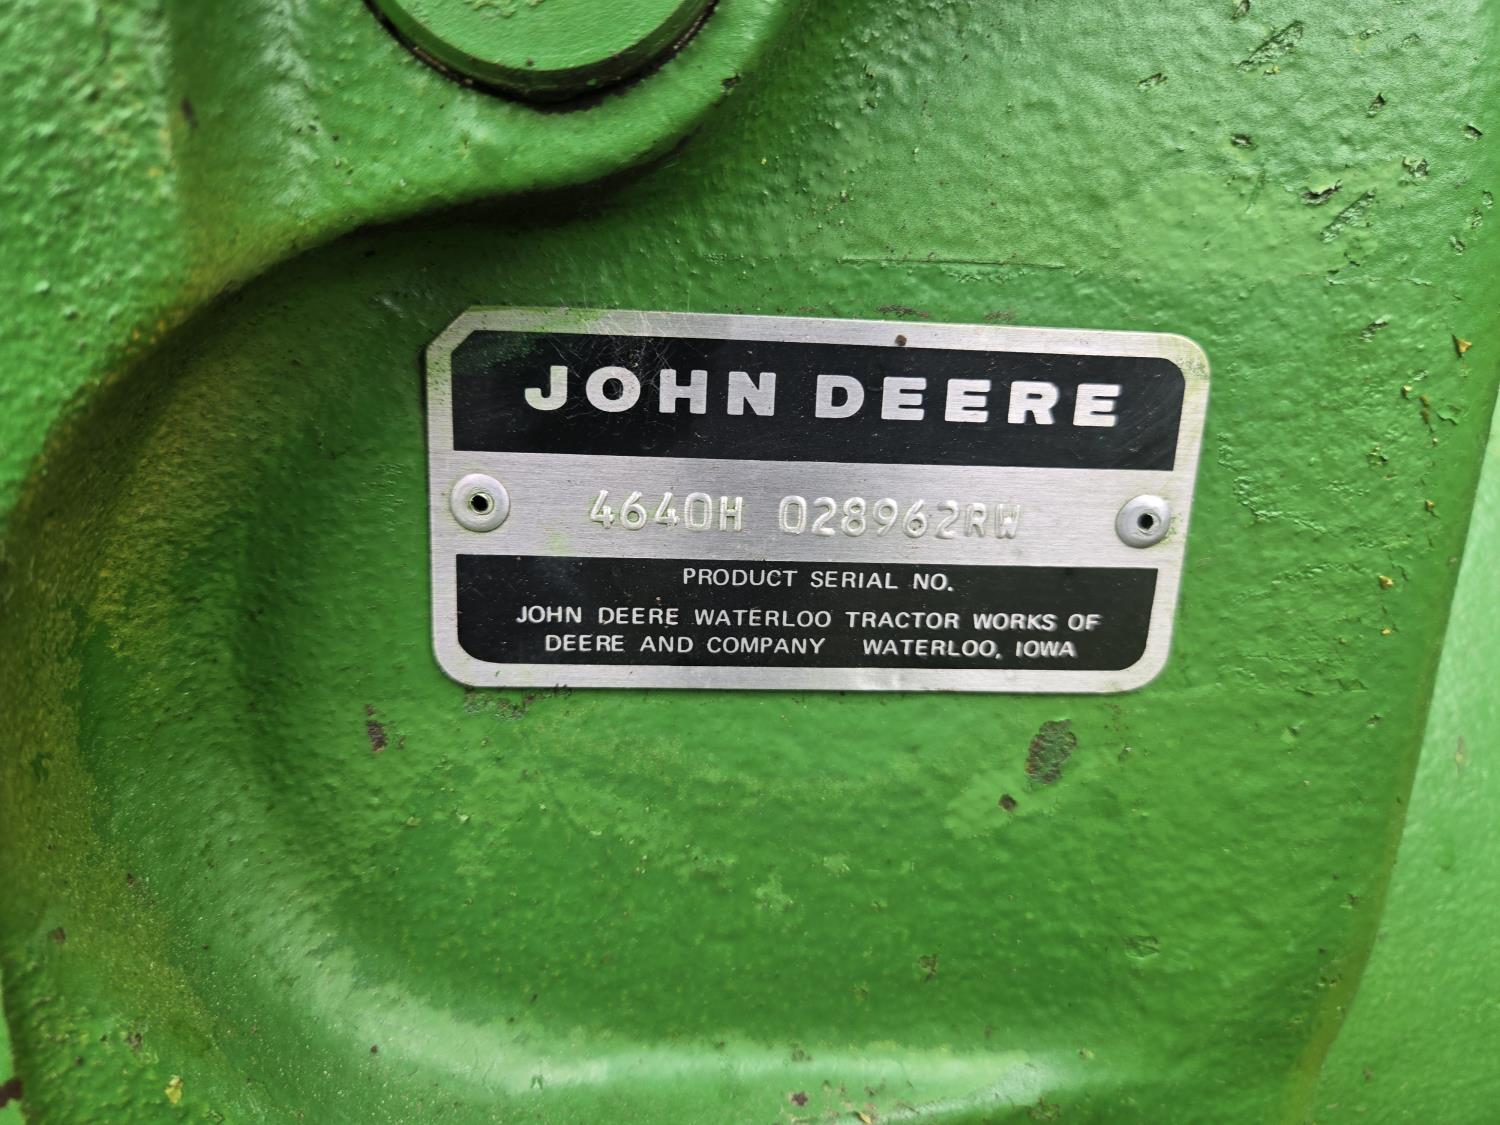 JOHN DEERE
4640H 028962RW
PRODUCT SERIAL NO.
JOHN DEERE WATERLOO TRACTOR WORKS OF
DEERE AND COMPANY WATERLOO, IOWA